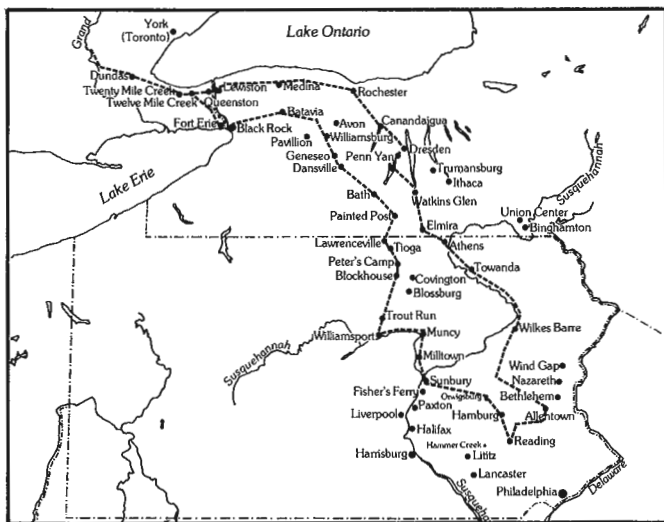 York
(Toronto)
Grand
Lake Ontario
Dundas
Twenty Mile Creek
Lewiston
Medina
Rochester
Twelve Mile Creek
Queenston
Batavia
Avon
Canandaigua
Fort Erie
Black Rock
Pavilion
Williamsburg
Dresden
Geneseo
Penn Yan
Dansville
Trumansburg
Ithaca
Susquehannah
Lake Erie
Bath
Watkins Glen
Painted Post
Union Center
Elmira
Binghamton
Lawrenceville
Tioga
Athens
Peter's Camp
Towanda
Blockhouse
Covington
Blossburg
Trout Run
Williamsport
Muncy
Wilkes Barre
Susquehannah
Milltown
Wind Gap
Sunbury
Nazareth
Fisher's Ferry
Orwigsburg
Bethlehem
Liverpool
Paxton
Hamburg
Allentown
Halifax
Hammer Creek
Reading
Harrisburg
Lititz
Lancaster
Susqueha
Philadelphia
Delaware